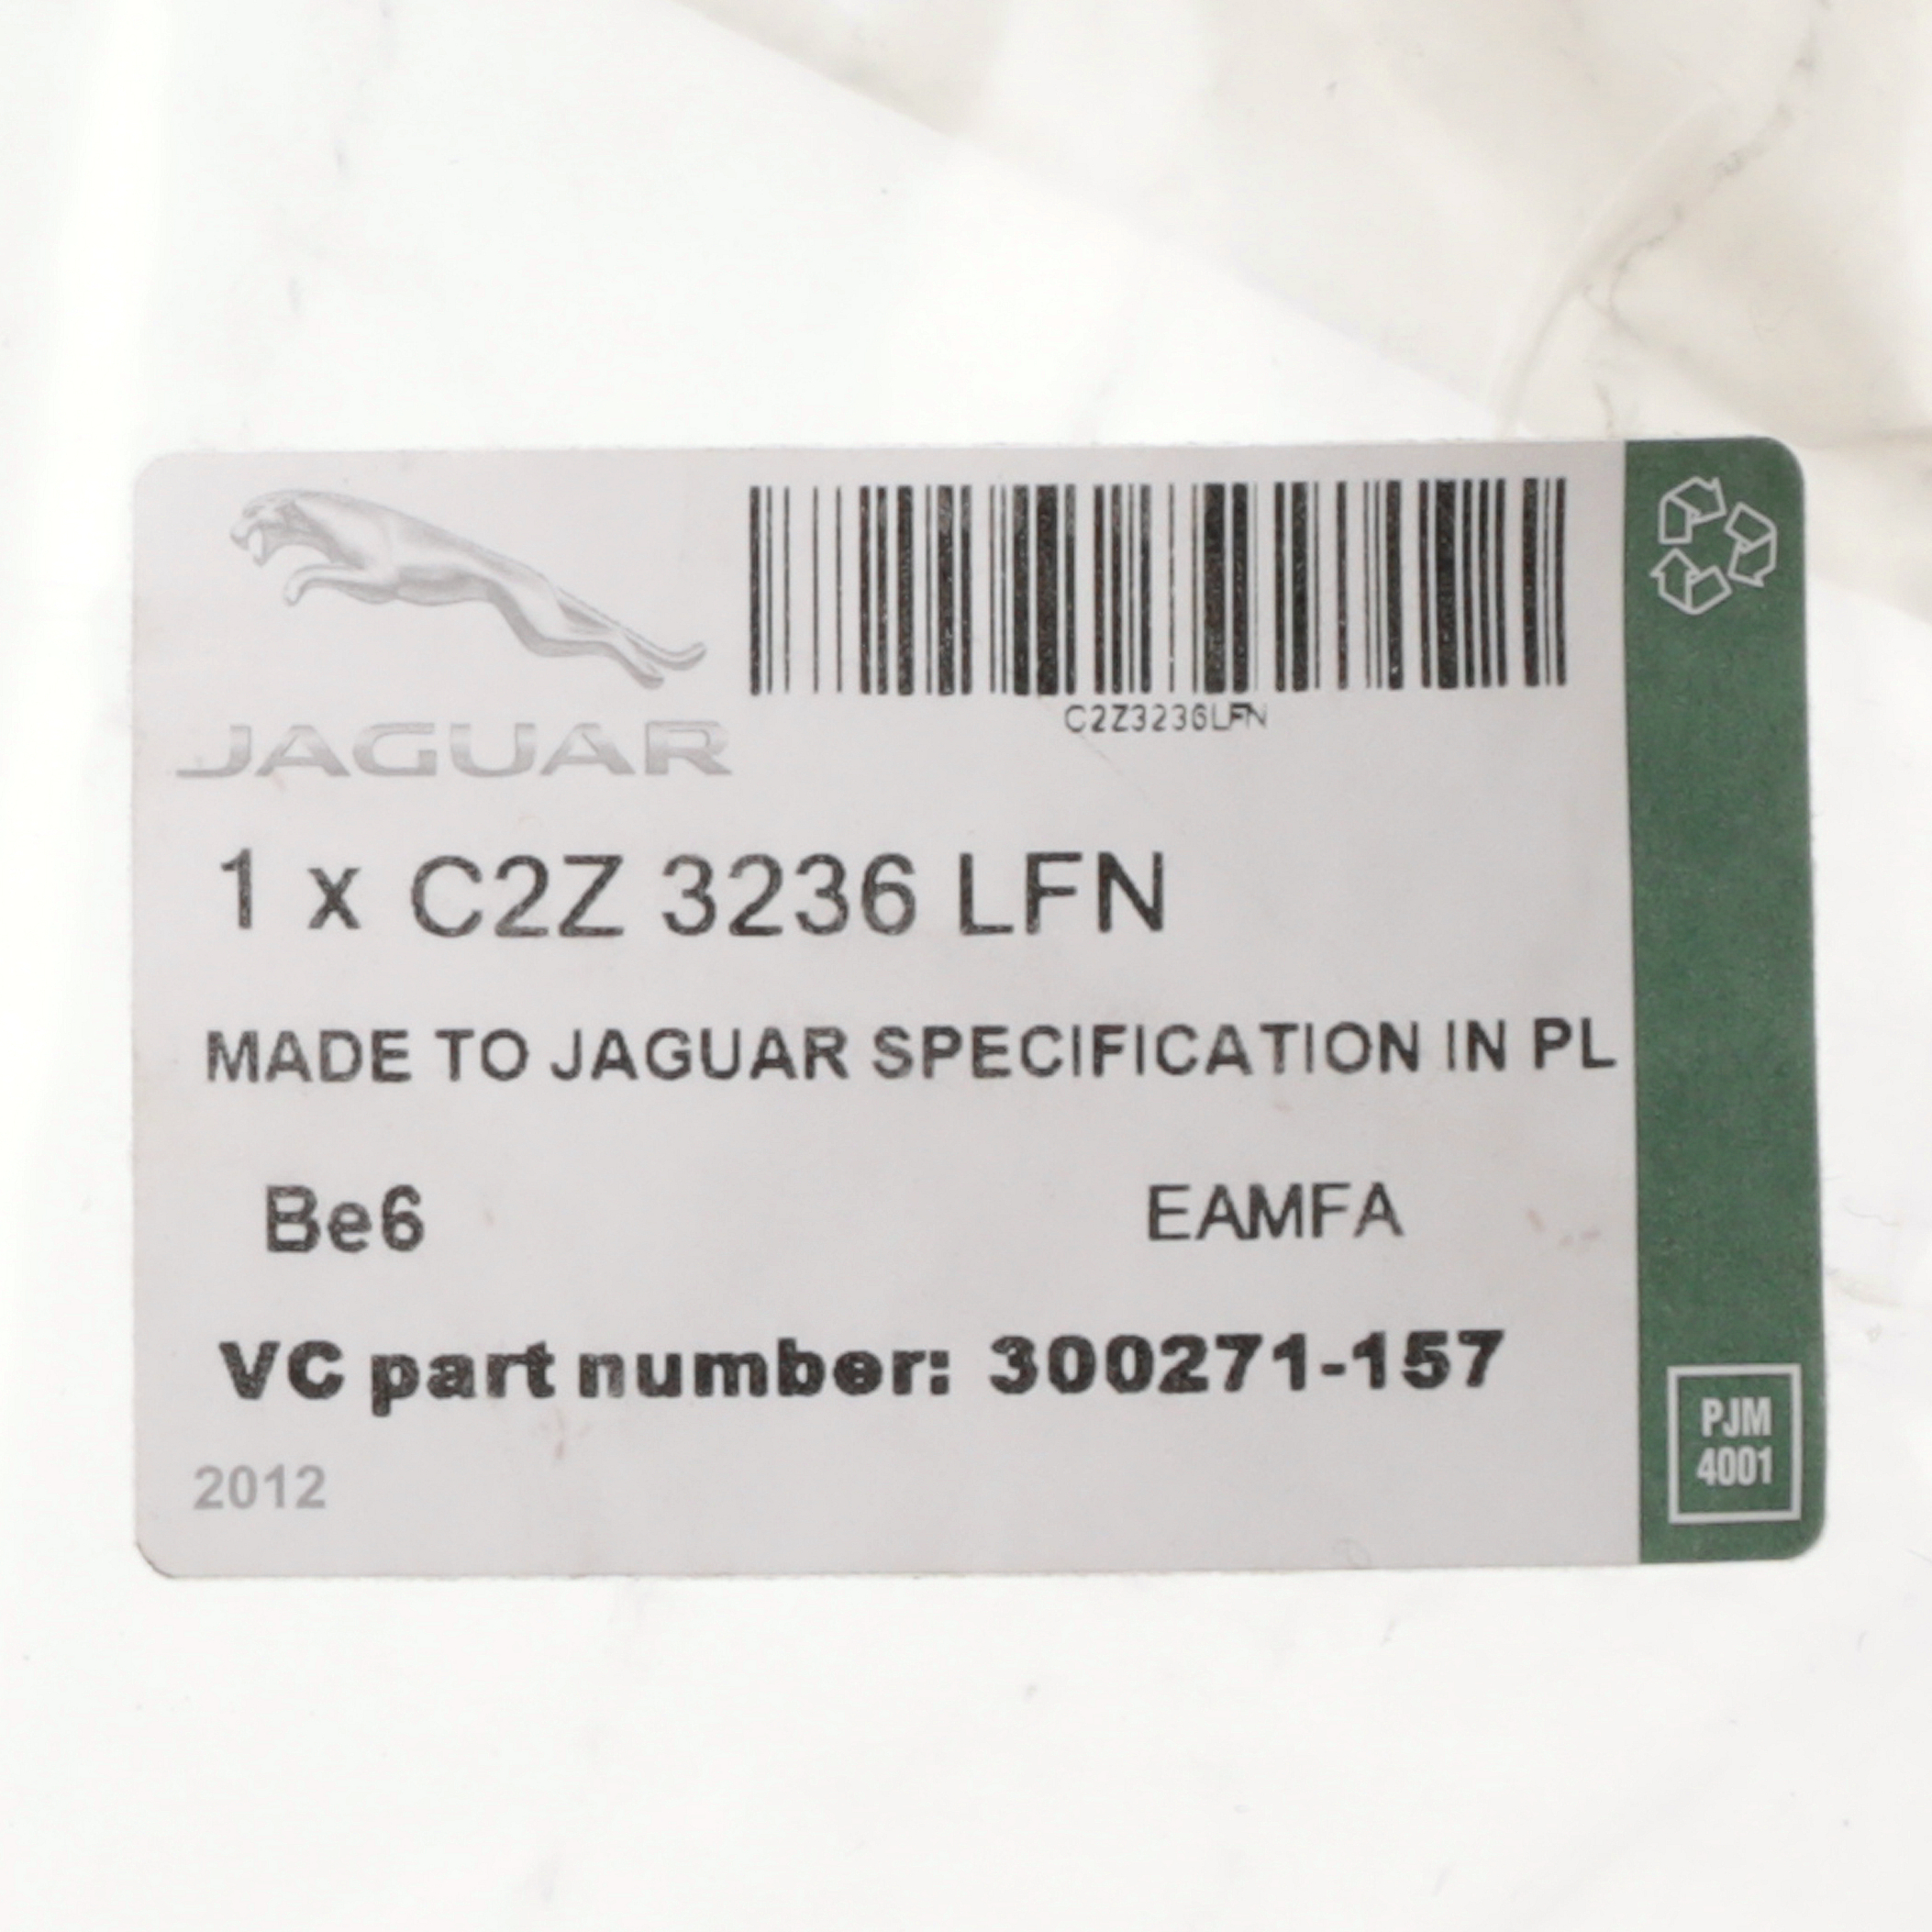 JAGUAR
C2Z3236LFN
1 x C2Z 3236 LFN
MADE TO JAGUAR SPECIFICATION IN PL
Be6 EAMFA
VC part number: 300271-157
2012
PJM
4001